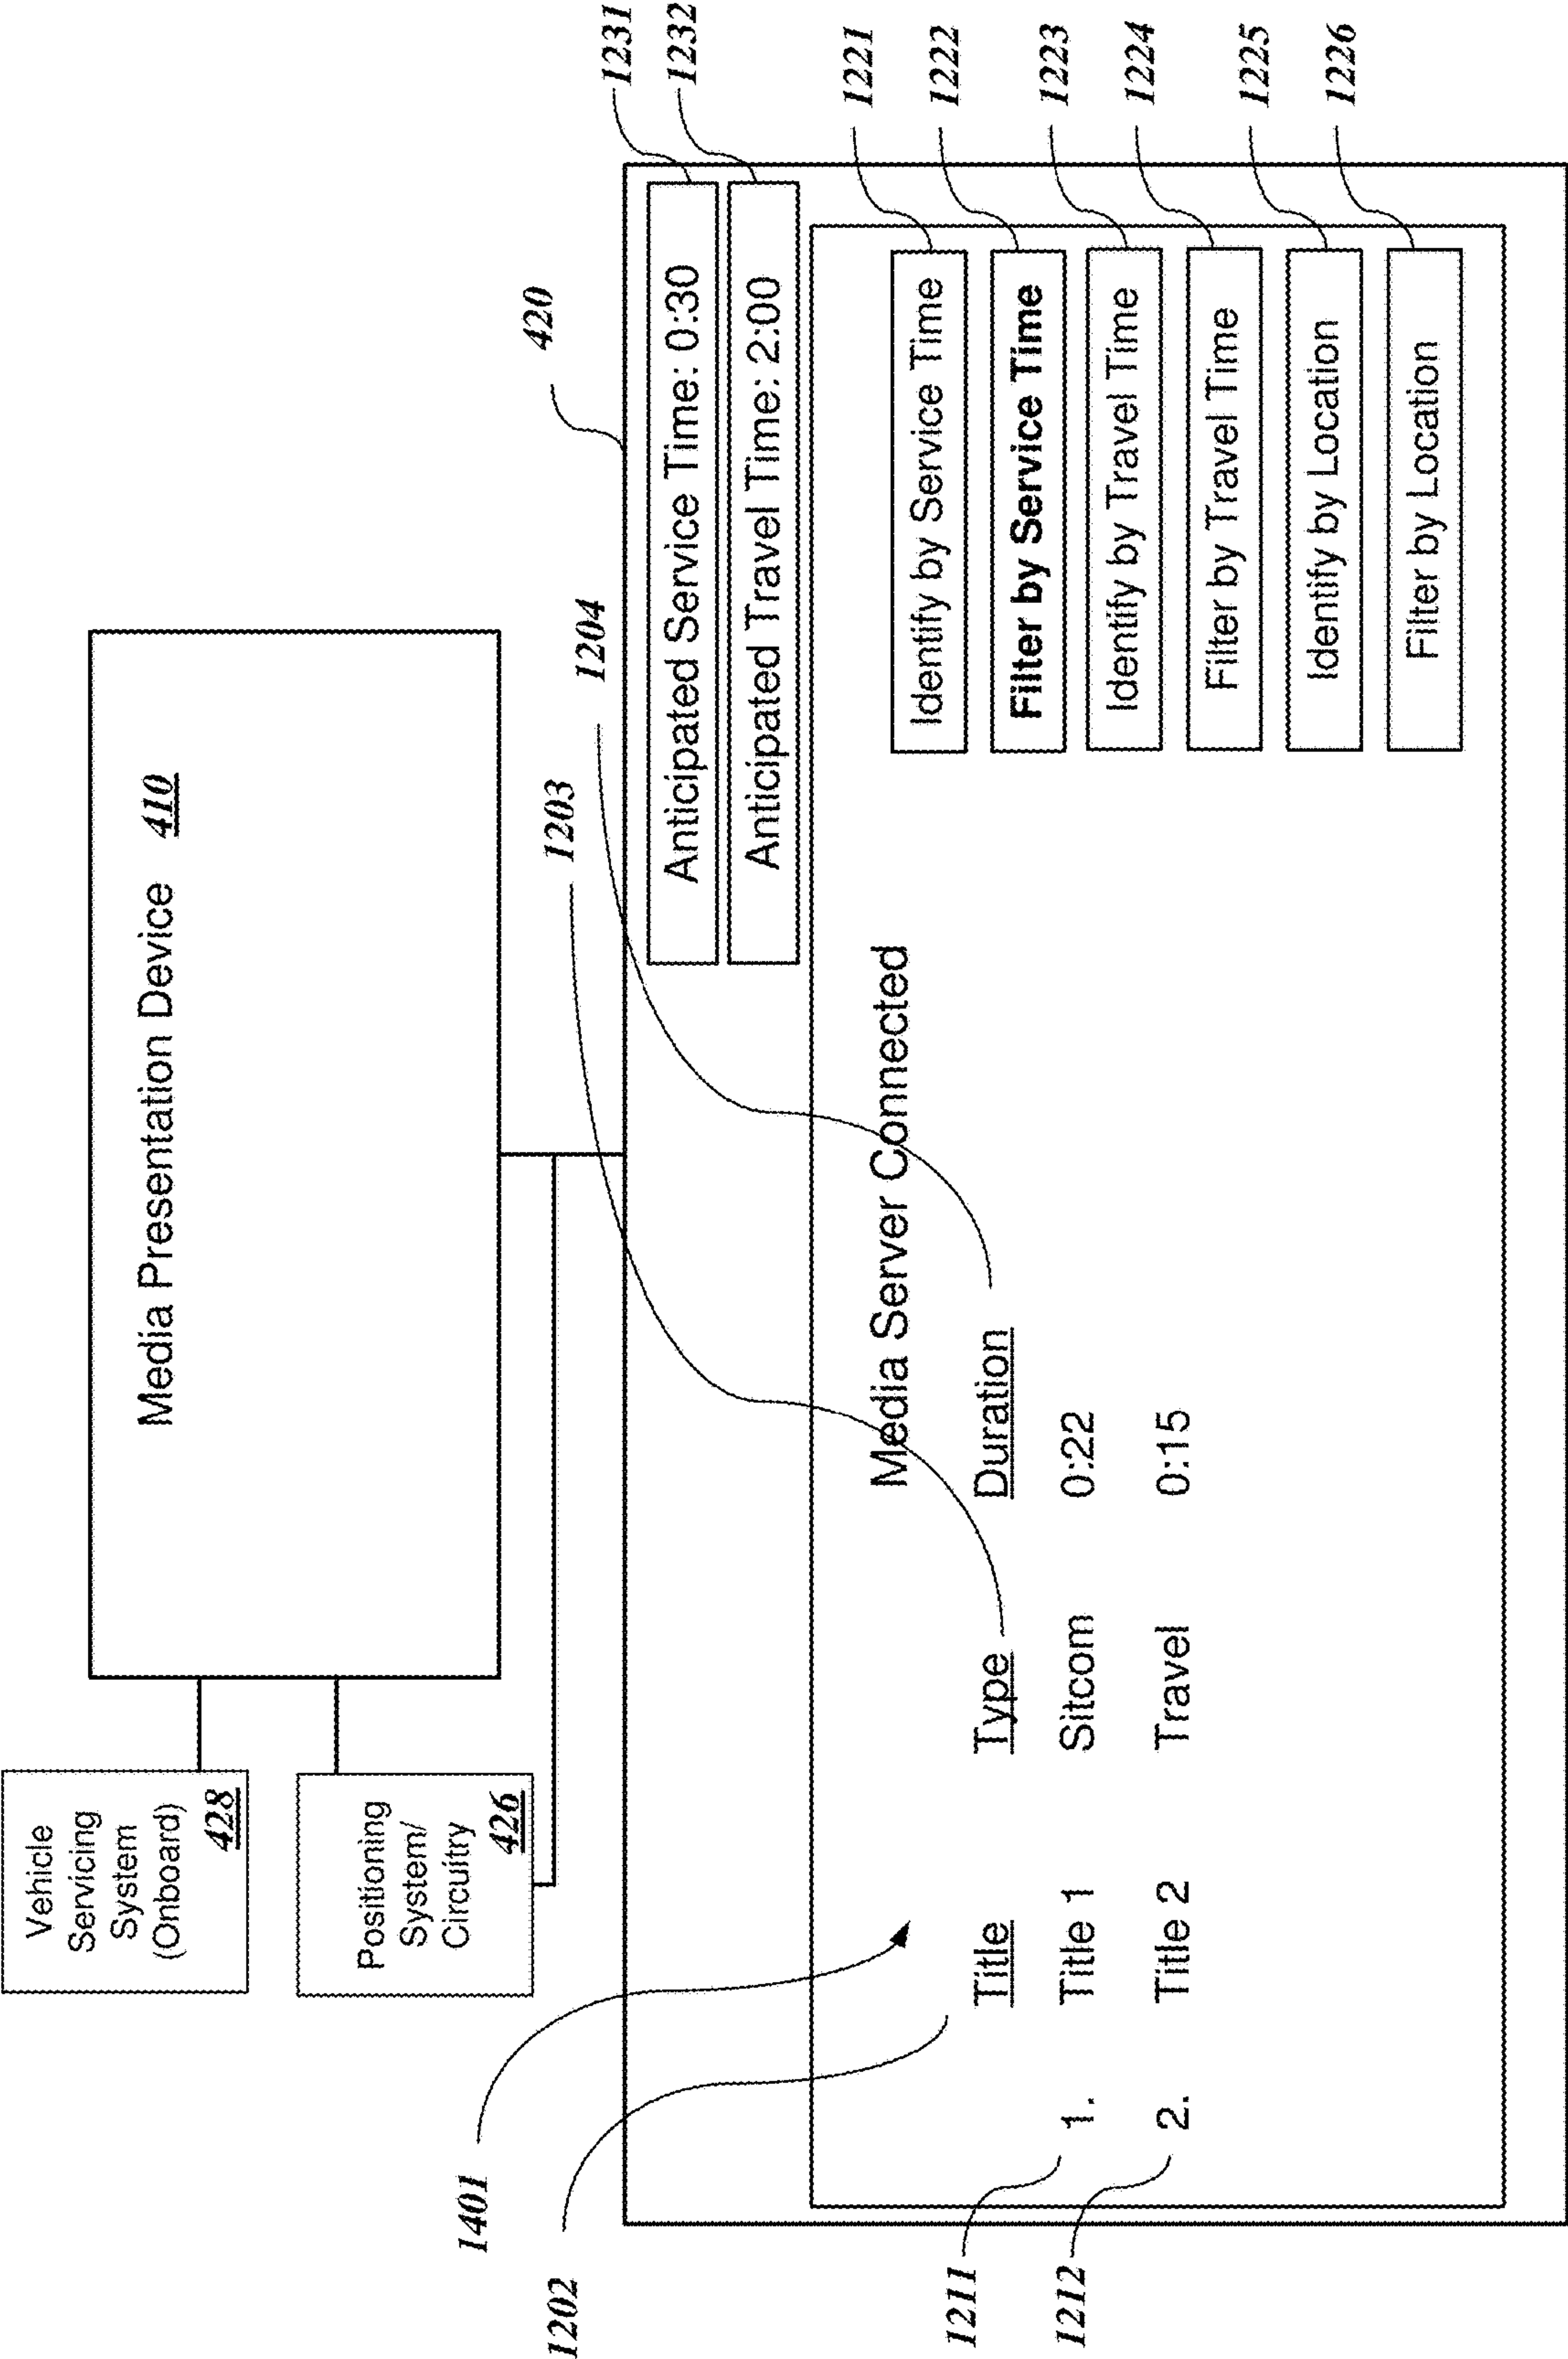 Vehicle
Servicing
System
(Onboard)
428
Positioning
System/
Circuitry
426
Media Presentation Device 410
420
1401
1202
1203
1204
1231
1232
Anticipated Service Time: 0:30
Anticipated Travel Time: 2:00
Media Server Connected
Title Type Duration
1211
1. Title 1 Sitcom 0:22
1212
2. Title 2 Travel 0:15
Identify by Service Time
1221
Filter by Service Time
1222
Identify by Travel Time
1223
Filter by Travel Time
1224
Identify by Location
1225
Filter by Location
1226